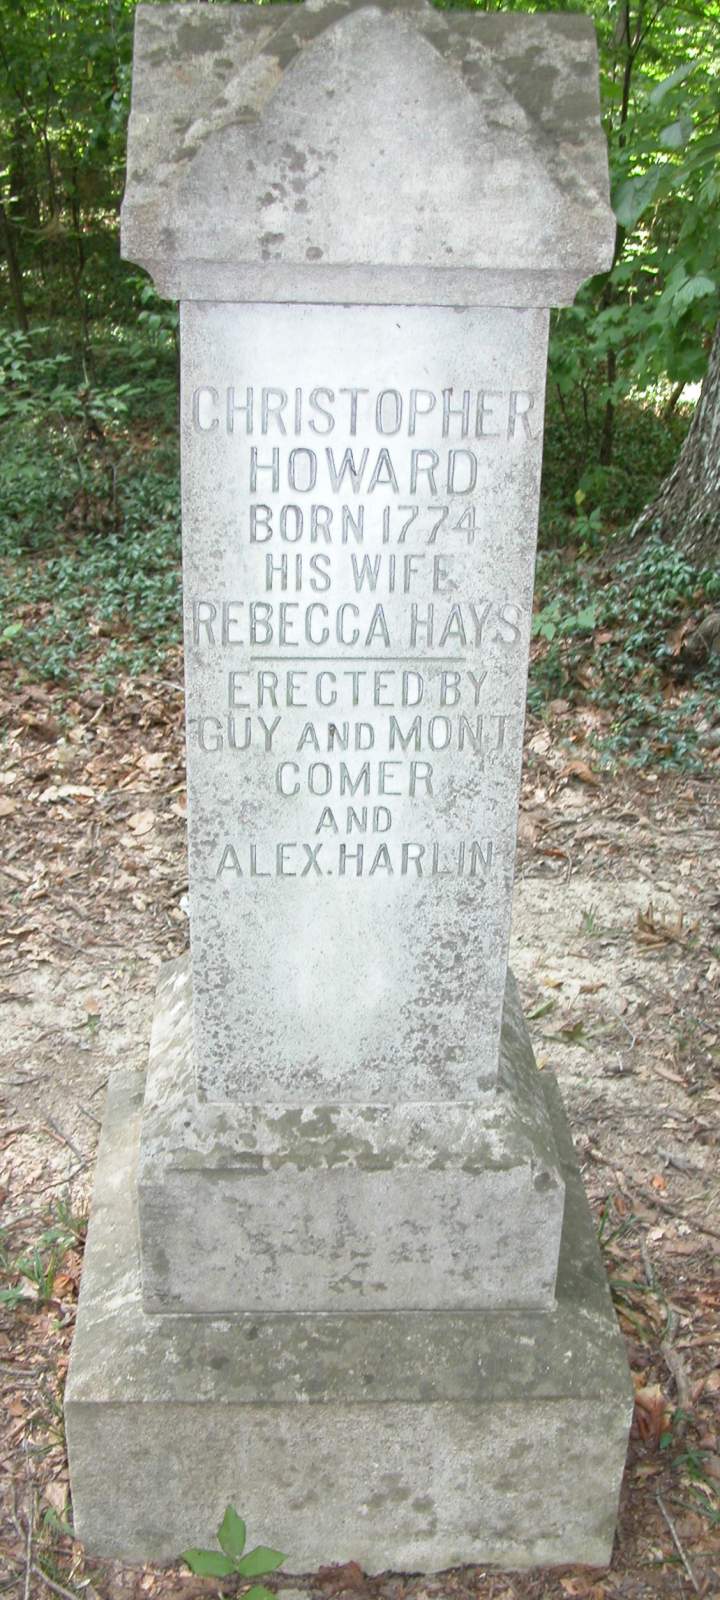 CHRISTOPHER
HOWARD
BORN 1774
HIS WIFE
REBECCA HAYS
ERECTED BY
GUY AND MONT
COMER
AND
ALEX. HARLIN